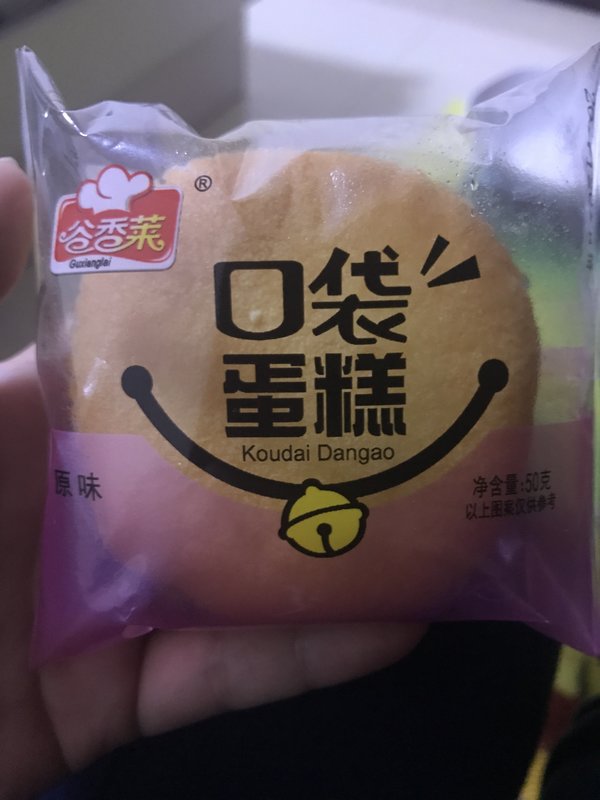 谷香莱
®
Guxianglai
口袋
蛋糕
Koudai Dangao
原味
净含量:50克
以上图案仅供参考